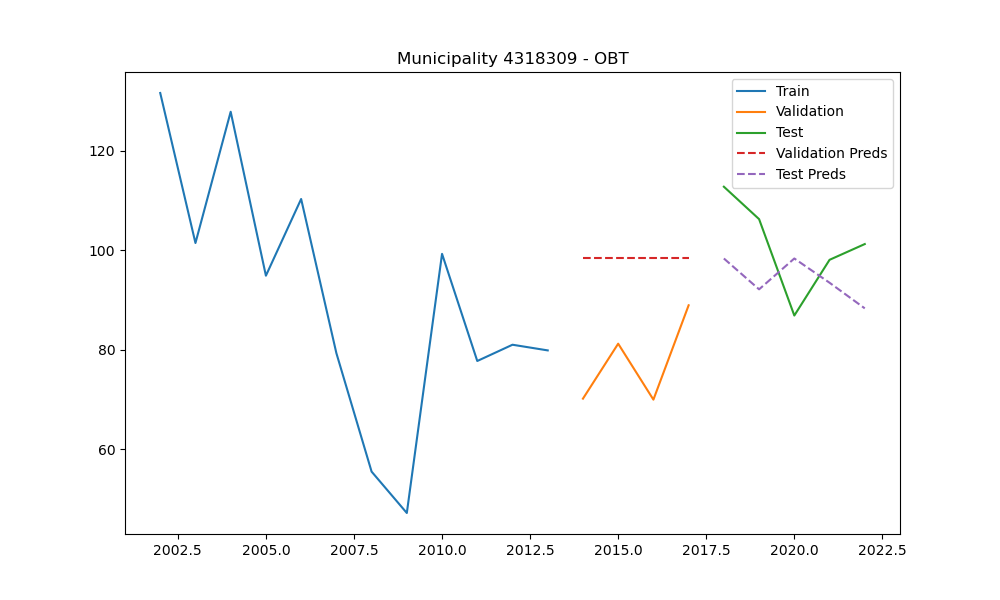 Municipality 4318309 - OBT
Train
Validation
Test
Validation Preds
Test Preds
120
100
80
60
2002.5 2005.0 2007.5 2010.0 2012.5 2015.0 2017.5 2020.0 2022.5